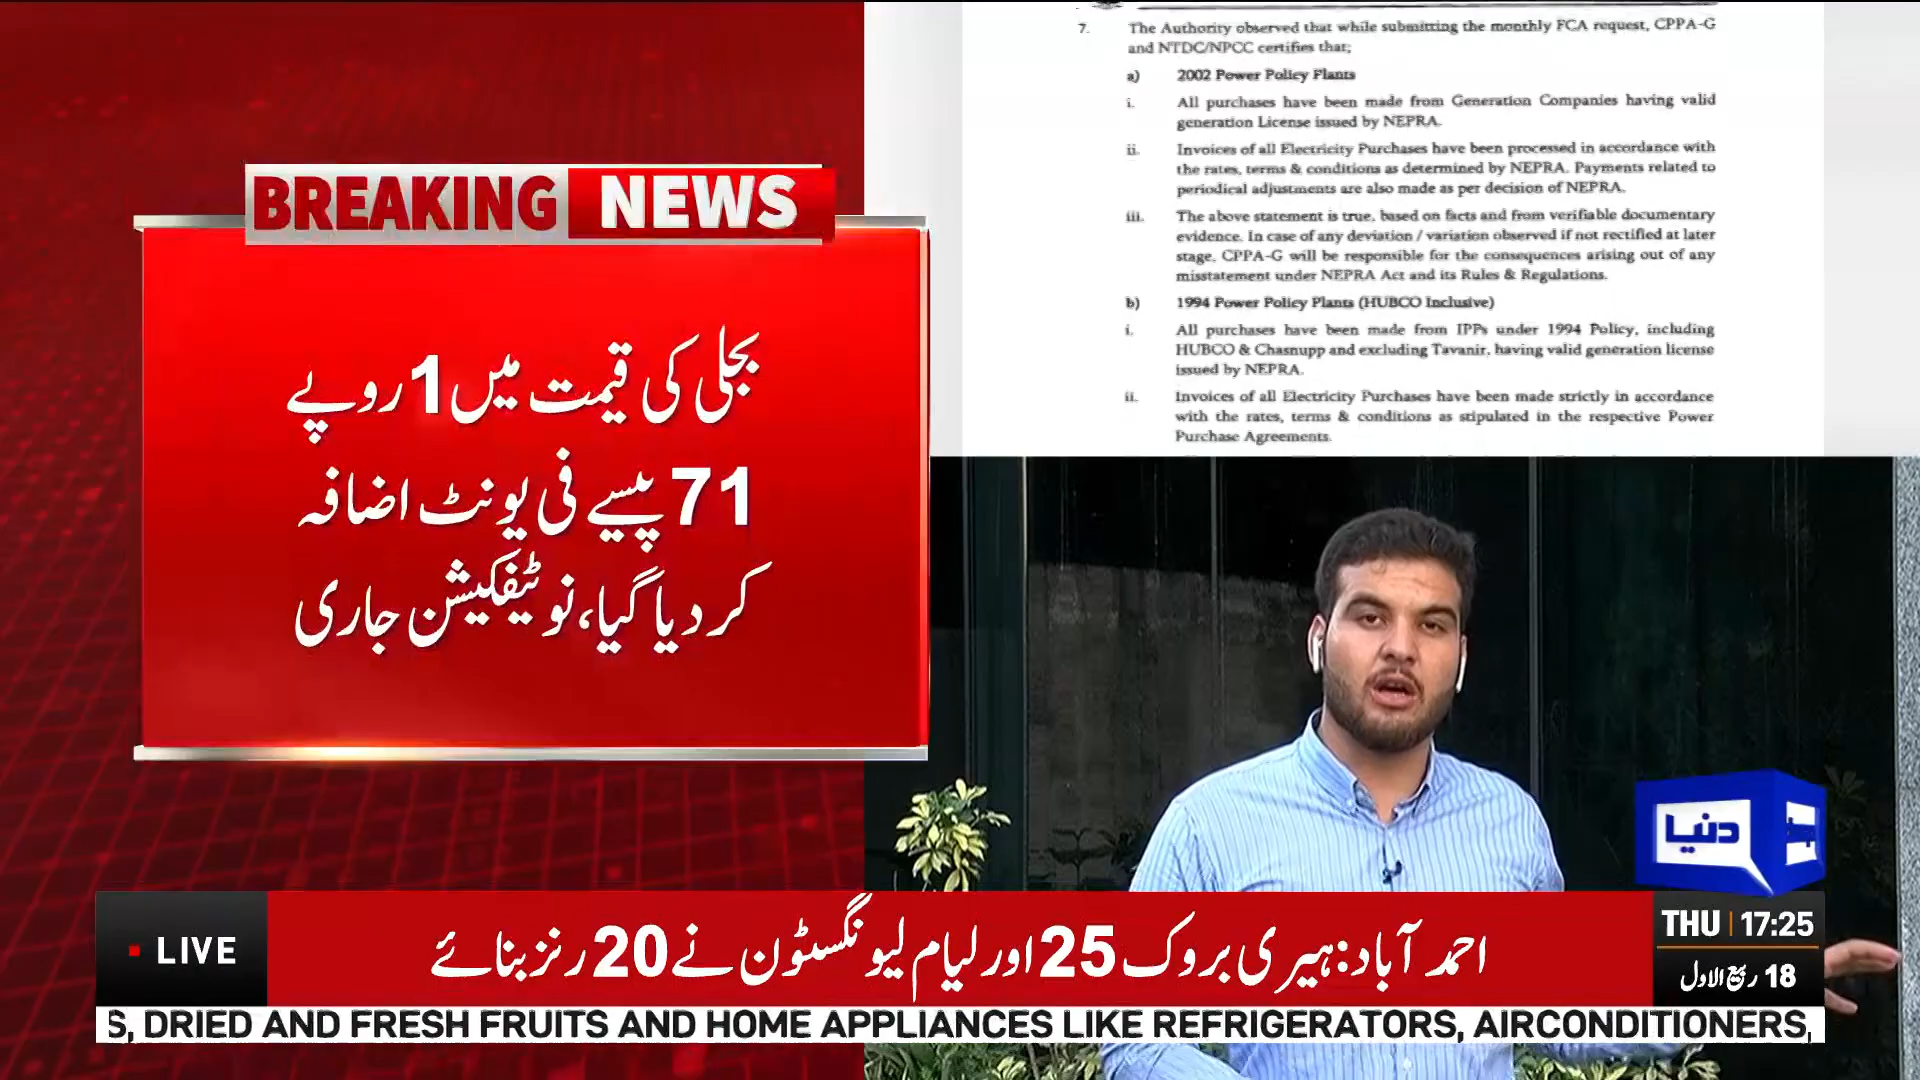 7. The Authority observed that while submitting the monthly FCA request, CPPA-G
and NTDC/NPCC certifies that;
a) 2002 Power Policy Plants
i. All purchases have been made from Generation Companies having valid
generation License issued by NEPRA.
ii. Invoices of all Electricity Purchases have been processed in accordance with
the rates, terms & conditions as determined by NEPRA. Payments related to
periodical adjustments are also made as per decision of NEPRA.
iii. The above statement is true, based on facts and from verifiable documentary
evidence. In case of any deviation / variation observed if not rectified at later
stage, CPPA-G will be responsible for the consequences arising out of any
misstatement under NEPRA Act and its Rules & Regulations.
b) 1994 Power Policy Plants (HUBCO Inclusive)
i. All purchases have been made from IPPs under 1994 Policy, including
HUBCO & Chasnupp and excluding Tavanir, having valid generation license
issued by NEPRA.
ii. Invoices of all Electricity Purchases have been made strictly in accordance
with the rates, terms & conditions as stipulated in the respective Power
Purchase Agreements.
BREAKING NEWS
بجلی کی قیمت میں 1 روپے
71 پیسے فی یونٹ اضافہ
کر دیا گیا، نوٹیفکیشن جاری
دنیا
LIVE
احمد آباد: ہیری بروک 25 اور لیام لیونگسٹون نے 20 رنز بنائے
THU 17:25
18 ربیع الاول
S, DRIED AND FRESH FRUITS AND HOME APPLIANCES LIKE REFRIGERATORS, AIRCONDITIONERS,